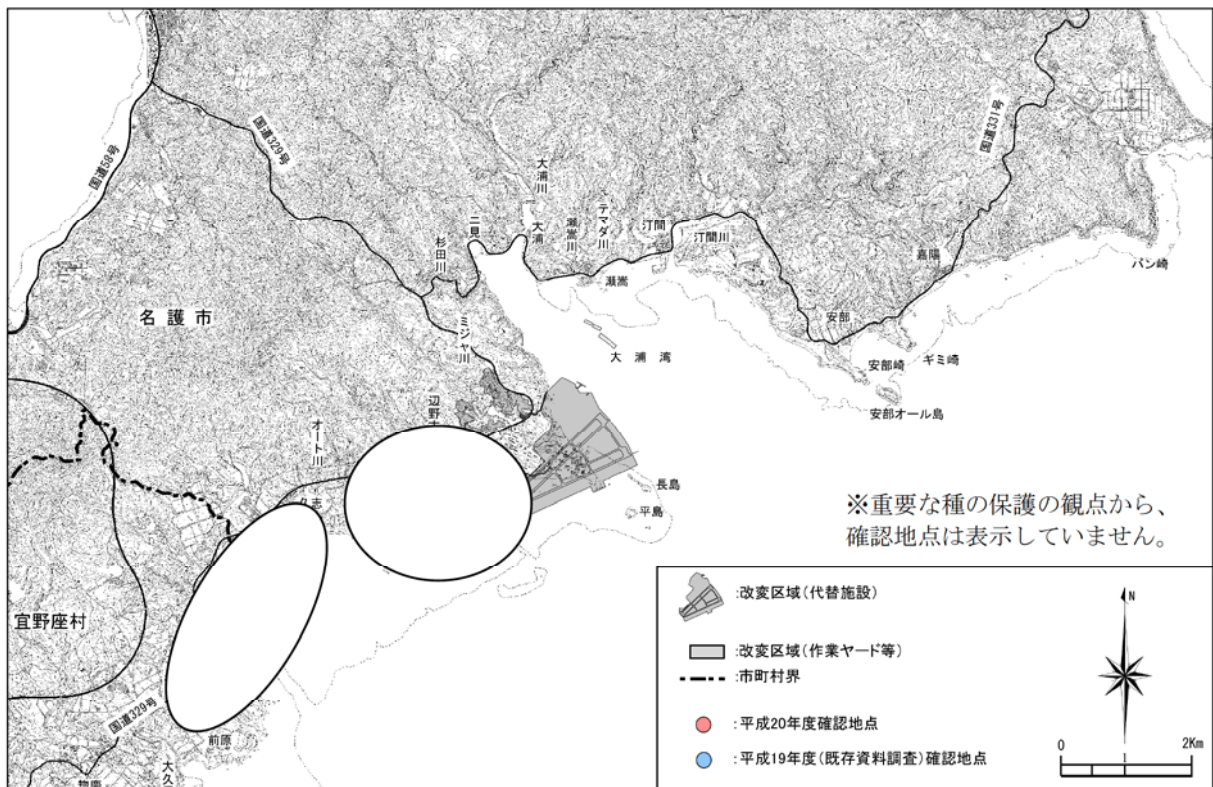 国道58号
国道329号
国道331号
大浦川
大浦
二見
杉田川
瀬嵩川
テマダ川
汀間
汀間川
瀬嵩
嘉陽
バン崎
名護市
ミジャ川
大浦湾
安部
安部崎
ギミ崎
安部オール島
オート川
長島
平島
久志
宜野座村
国道329号
前原
※重要な種の保護の観点から、
確認地点は表示していません。
:改変区域(代替施設)
:改変区域(作業ヤード等)
:市町村界
:平成20年度確認地点
:平成19年度(既存資料調査)確認地点
N
0
1
2Km